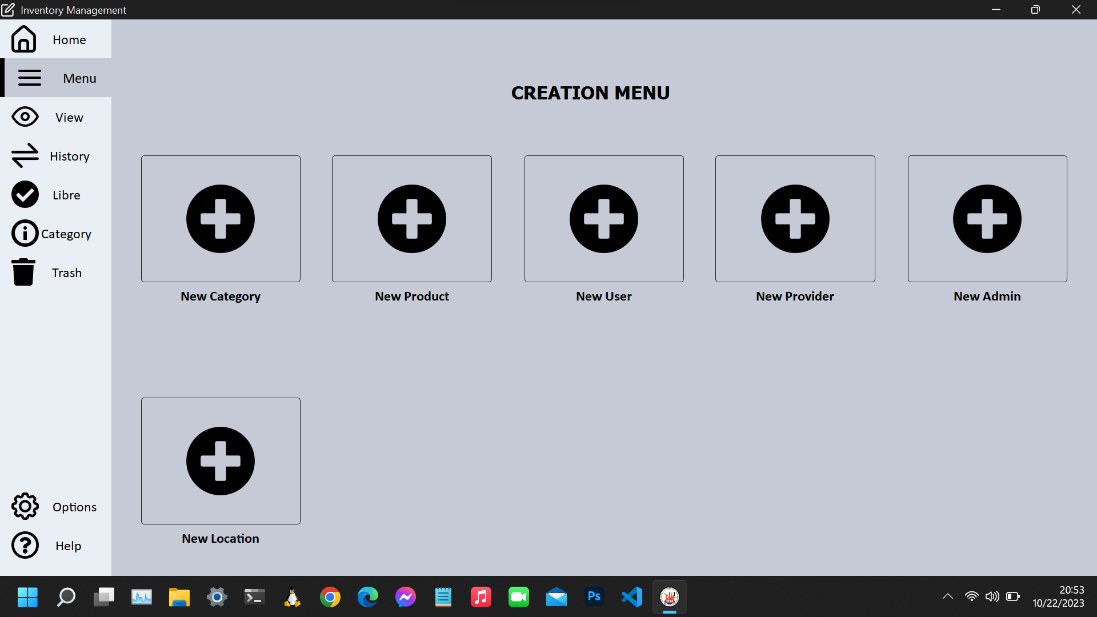 Inventory Management
Home
Menu
View
History
Libre
Category
Trash
Options
Help
CREATION MENU
New Category
New Product
New User
New Provider
New Admin
New Location
Ps
20:53
10/22/2023